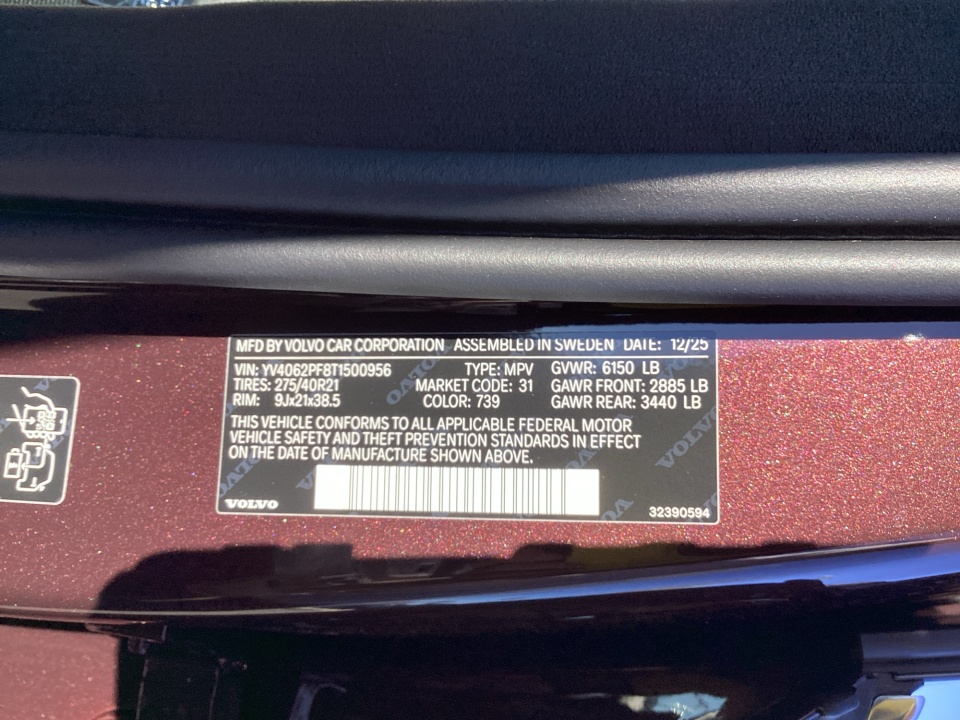 MFD BY VOLVO CAR CORPORATION ASSEMBLED IN SWEDEN DATE: 12/25
VIN: YV4062PF8T1500956 TYPE: MPV GVWR: 6150 LB
TIRES: 275/40R21 MARKET CODE: 31 GAWR FRONT: 2885 LB
RIM: 9Jx21x38.5 COLOR: 739 GAWR REAR: 3440 LB
THIS VEHICLE CONFORMS TO ALL APPLICABLE FEDERAL MOTOR
VEHICLE SAFETY AND THEFT PREVENTION STANDARDS IN EFFECT
ON THE DATE OF MANUFACTURE SHOWN ABOVE.
VOLVO 32390594